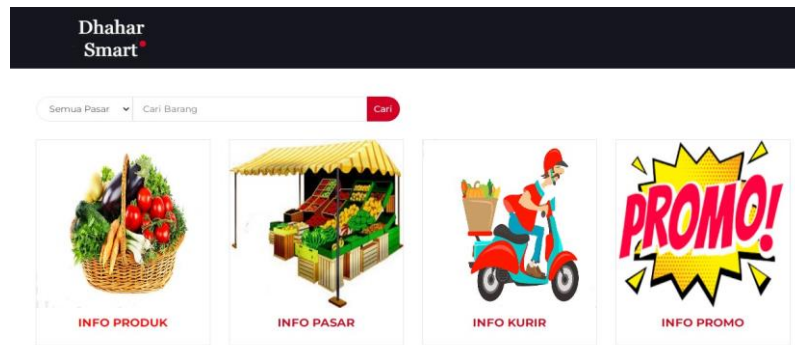 Dhahar
Smart
Semua Pasar Cari Barang Cari
PROMO!
INFO PRODUK INFO PASAR INFO KURIR INFO PROMO